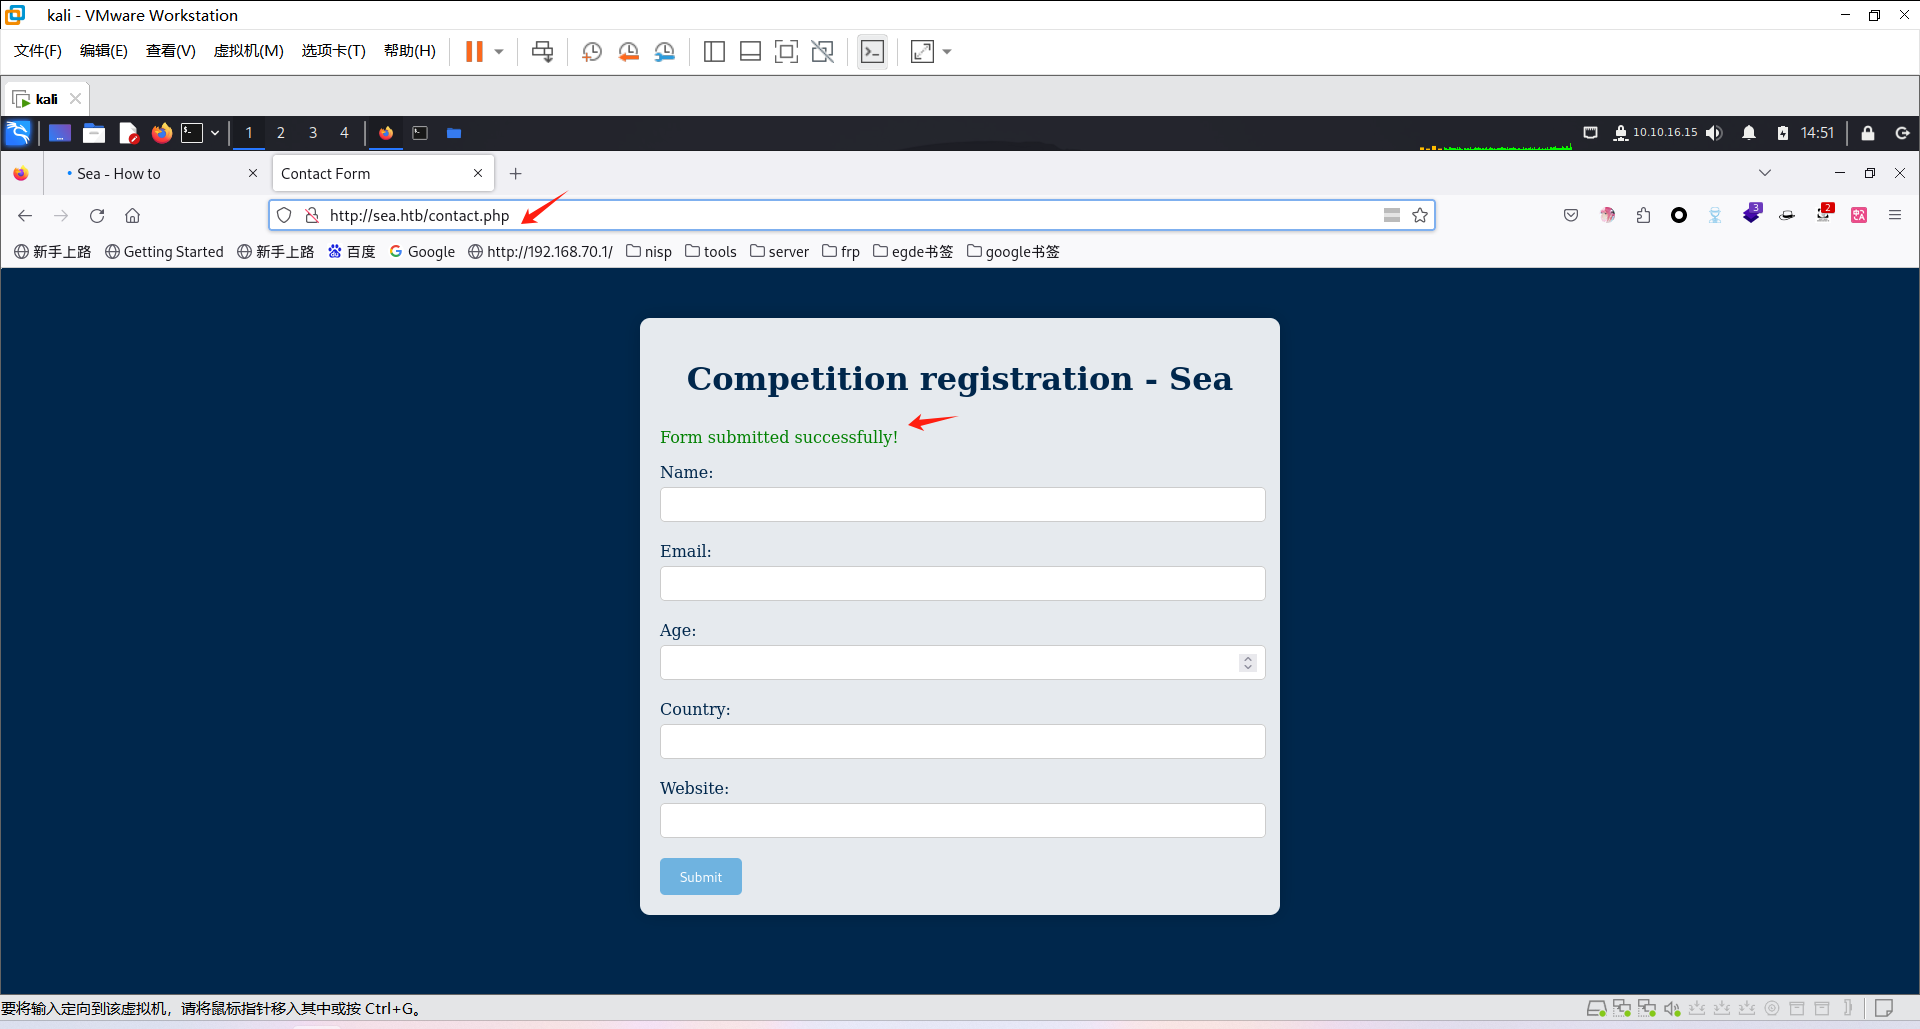 kali - VMware Workstation
文件(F) 编辑(E) 查看(V) 虚拟机(M) 选项卡(T) 帮助(H)
kali
1 2 3 4 10.10.16.15 14:51
Sea - How to Contact Form
http://sea.htb/contact.php 3 2
新手上路 Getting Started 新手上路 百度 Google http://192.168.70.1/ nisp tools server frp egde书签 google书签
Competition registration - Sea
Form submitted successfully!
Name:
Email:
Age:
Country:
Website:
Submit
要将输入定向到该虚拟机，请将鼠标指针移入其中或按 Ctrl+G。